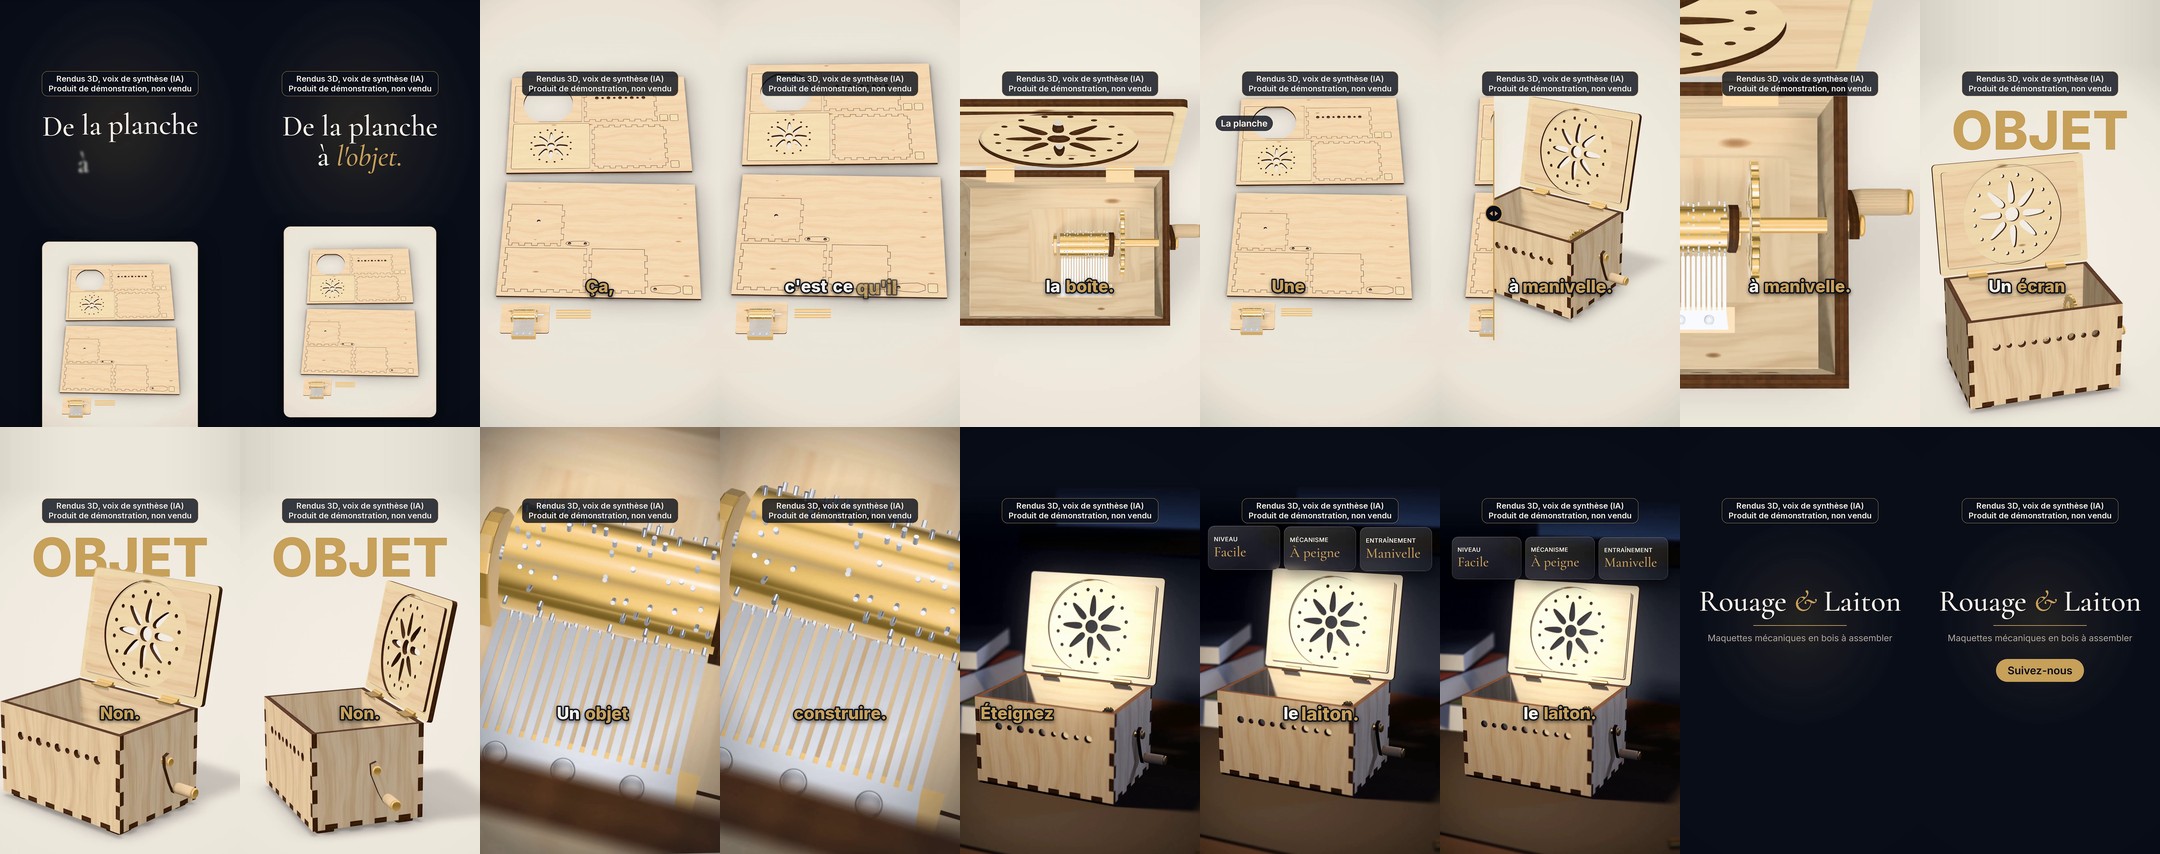 Rendus 3D, voix de synthèse (IA)
Produit de démonstration, non vendu
De la planche
à
Rendus 3D, voix de synthèse (IA)
Produit de démonstration, non vendu
De la planche
à l'objet.
Rendus 3D, voix de synthèse (IA)
Produit de démonstration, non vendu
Ça,
Rendus 3D, voix de synthèse (IA)
Produit de démonstration, non vendu
c'est ce qu'il
Rendus 3D, voix de synthèse (IA)
Produit de démonstration, non vendu
la boîte.
Rendus 3D, voix de synthèse (IA)
Produit de démonstration, non vendu
La planche
Une
Rendus 3D, voix de synthèse (IA)
Produit de démonstration, non vendu
à manivelle.
Rendus 3D, voix de synthèse (IA)
Produit de démonstration, non vendu
à manivelle.
Rendus 3D, voix de synthèse (IA)
Produit de démonstration, non vendu
OBJET
Un écran
Rendus 3D, voix de synthèse (IA)
Produit de démonstration, non vendu
OBJET
Non.
Rendus 3D, voix de synthèse (IA)
Produit de démonstration, non vendu
OBJET
Non.
Rendus 3D, voix de synthèse (IA)
Produit de démonstration, non vendu
Un objet
Rendus 3D, voix de synthèse (IA)
Produit de démonstration, non vendu
construire.
Rendus 3D, voix de synthèse (IA)
Produit de démonstration, non vendu
Éteignez
Rendus 3D, voix de synthèse (IA)
Produit de démonstration, non vendu
NIVEAU
Facile
MÉCANISME
À peigne
ENTRAÎNEMENT
Manivelle
le laiton.
Rendus 3D, voix de synthèse (IA)
Produit de démonstration, non vendu
NIVEAU
Facile
MÉCANISME
À peigne
ENTRAÎNEMENT
Manivelle
le laiton.
Rendus 3D, voix de synthèse (IA)
Produit de démonstration, non vendu
Rouage & Laiton
Maquettes mécaniques en bois à assembler
Rendus 3D, voix de synthèse (IA)
Produit de démonstration, non vendu
Rouage & Laiton
Maquettes mécaniques en bois à assembler
Suivez-nous